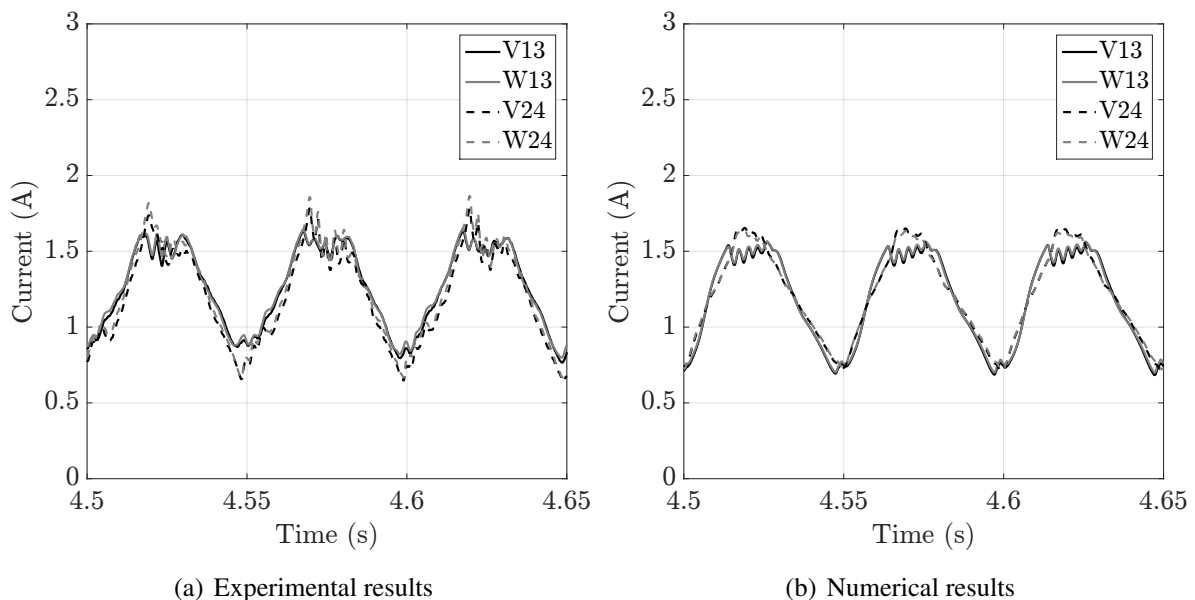 3
2.5
2
1.5
1
0.5
0
4.5
4.55
4.6
4.65
Current (A)
Time (s)
V13
W13
V24
W24
(a) Experimental results
3
2.5
2
1.5
1
0.5
0
4.5
4.55
4.6
4.65
Current (A)
Time (s)
V13
W13
V24
W24
(b) Numerical results